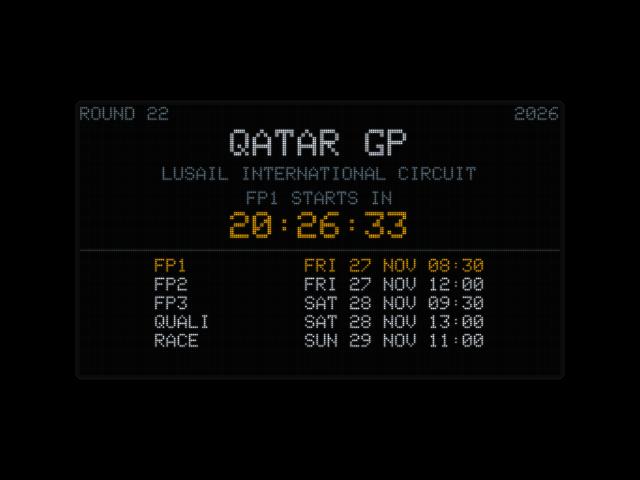 ROUND 22 2026
QATAR GP
LUSAIL INTERNATIONAL CIRCUIT
FP1 STARTS IN
20:26:33
FP1 FRI 27 NOV 08:30
FP2 FRI 27 NOV 12:00
FP3 SAT 28 NOV 09:30
QUALI SAT 28 NOV 13:00
RACE SUN 29 NOV 11:00